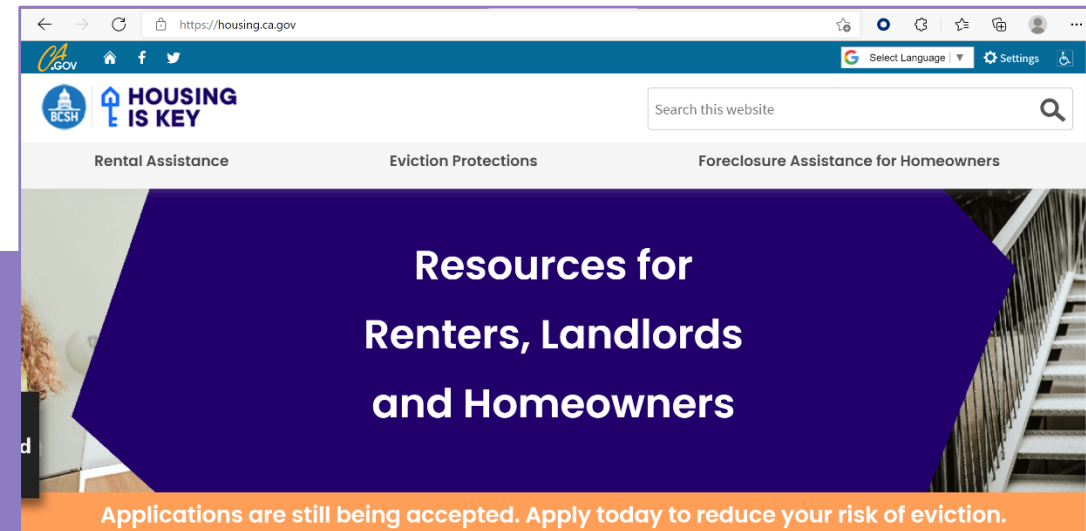 https://housing.ca.gov
CA.GOV
Select Language ▼
Settings
BCSH
HOUSING
IS KEY
Search this website
Rental Assistance
Eviction Protections
Foreclosure Assistance for Homeowners
Resources for
Renters, Landlords
and Homeowners
d
Applications are still being accepted. Apply today to reduce your risk of eviction.